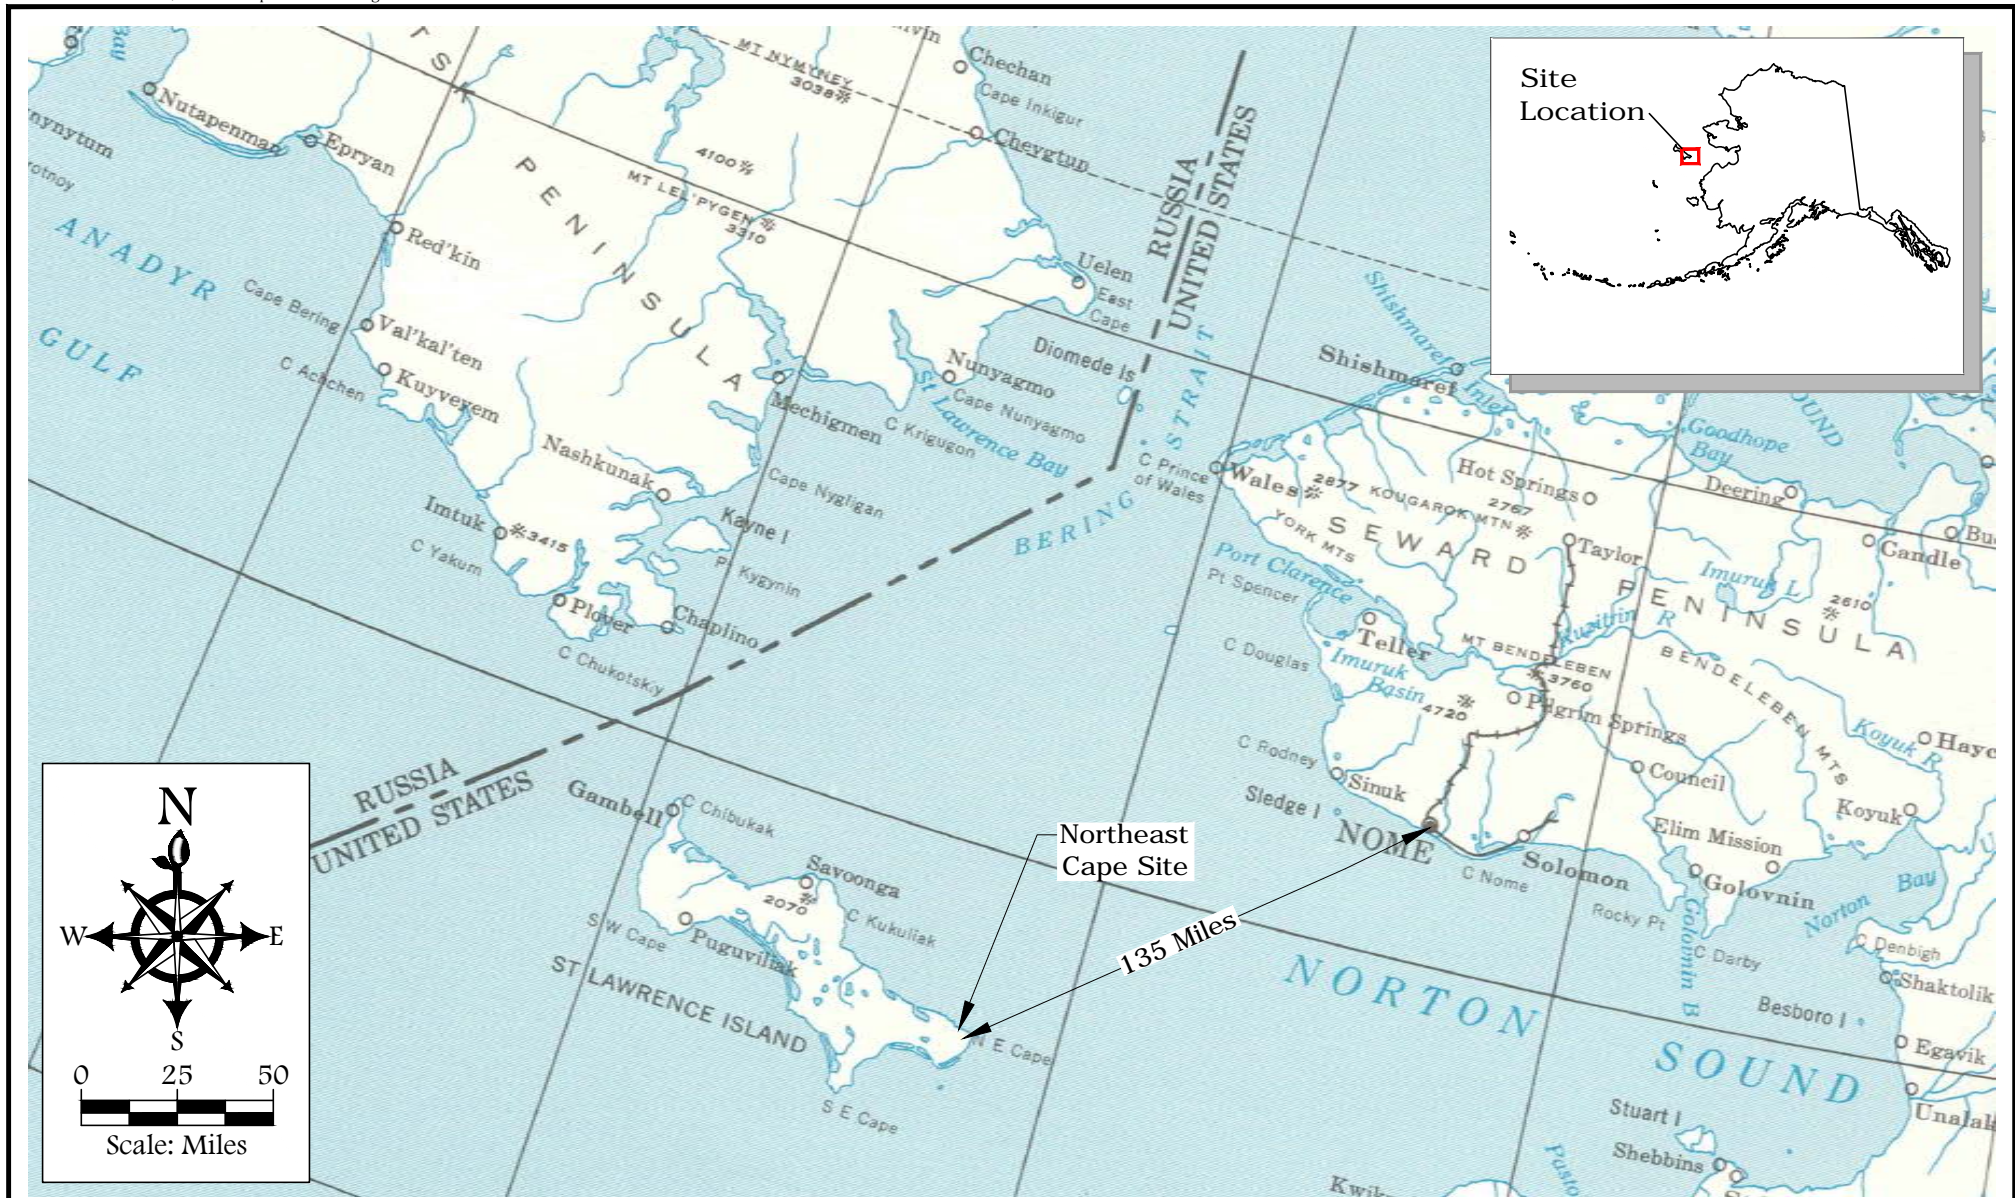 Bay
TSK
MT NYMYNEY
3038
Chechan
Cape Inkigur
Chevgtun
Nutapenman
Epryan
4100
MT LEL'PYGEN
3310
PENINSULA
RUSSIA
UNITED STATES
Site
Location
ANADYR
GULF
Red'kin
Cape Bering
Val'kal'ten
C Achchen
Kuyveyem
Uelen
East
Cape
Diomede Is
Nunyagmo
Cape Nunyagmo
St Lawrence Bay
C Krigugon
Mechigmen
Nashkunak
Cape Nygligan
Imtuk
3415
C Yakum
Kayne I
Pt Kygynin
Plover
Chaplino
C Chukotskiy
BERING STRAIT
Shishmaref
Shishmaref Inlet
Goodhope
Bay
Deering
Candle
C Prince
of Wales
Wales
2877
KOUGAROK MTN
2767
Hot Springs
YORK MTS
SEWARD
PENINSULA
Taylor
Port Clarence
Pt Spencer
Imuruk L
2610
Kuzitrin R
Teller
C Douglas
Imuruk
Basin
MT BENDELEBEN
3760
4720
Pilgrim Springs
BENDELEBEN MTS
Koyuk R
Council
Koyuk
C Rodney
Sinuk
Sledge I
NOME
Solomon
C Nome
Elim Mission
Golovnin
Rocky Pt
C Darby
Norton
Bay
C Denbigh
Shaktolik
Besboro I
Egavik
NORTON
SOUND
Stuart I
Shebbins
RUSSIA
UNITED STATES
Gambell
C Chibukak
Savoonga
2070
C Kukuliak
S W Cape
Puguviliak
ST LAWRENCE ISLAND
N E Cape
S E Cape
Northeast
Cape Site
135 Miles
N
W
E
S
0 25 50
Scale: Miles